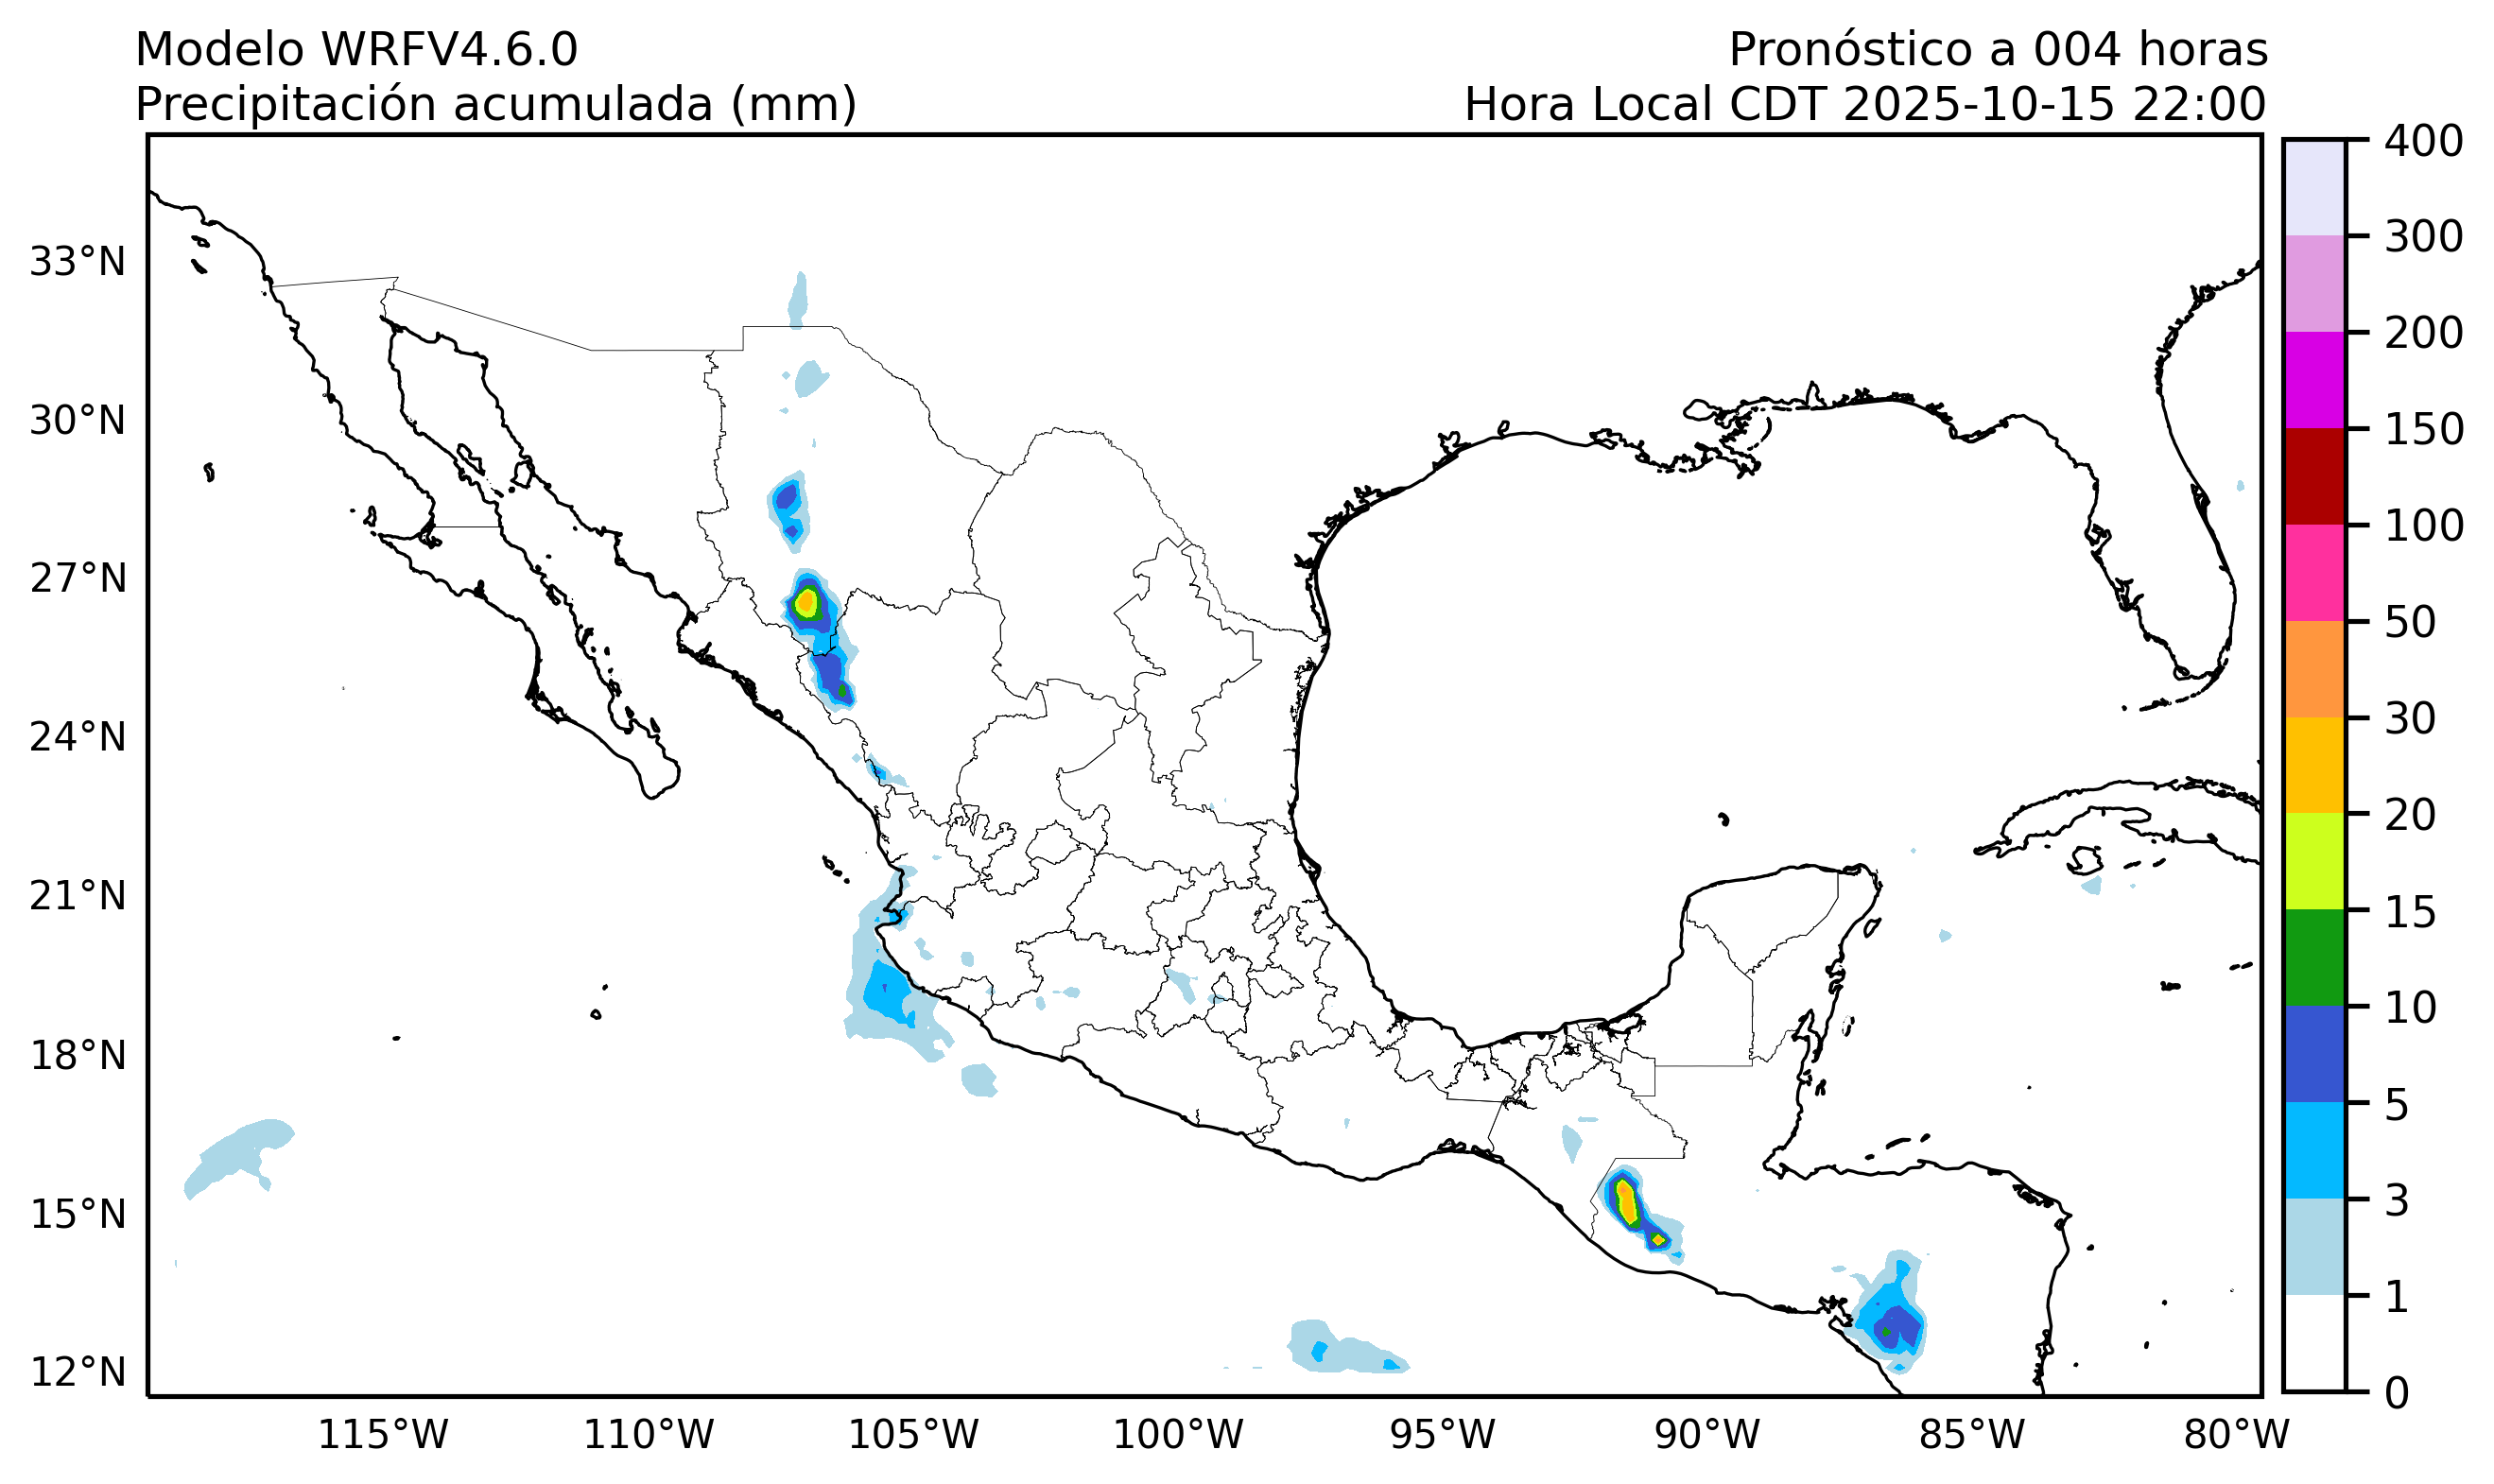 Modelo WRFV4.6.0
Precipitación acumulada (mm)
Pronóstico a 004 horas
Hora Local CDT 2025-10-15 22:00
33°N
30°N
27°N
24°N
21°N
18°N
15°N
12°N
115°W
110°W
105°W
100°W
95°W
90°W
85°W
80°W
400
300
200
150
100
50
30
20
15
10
5
3
1
0